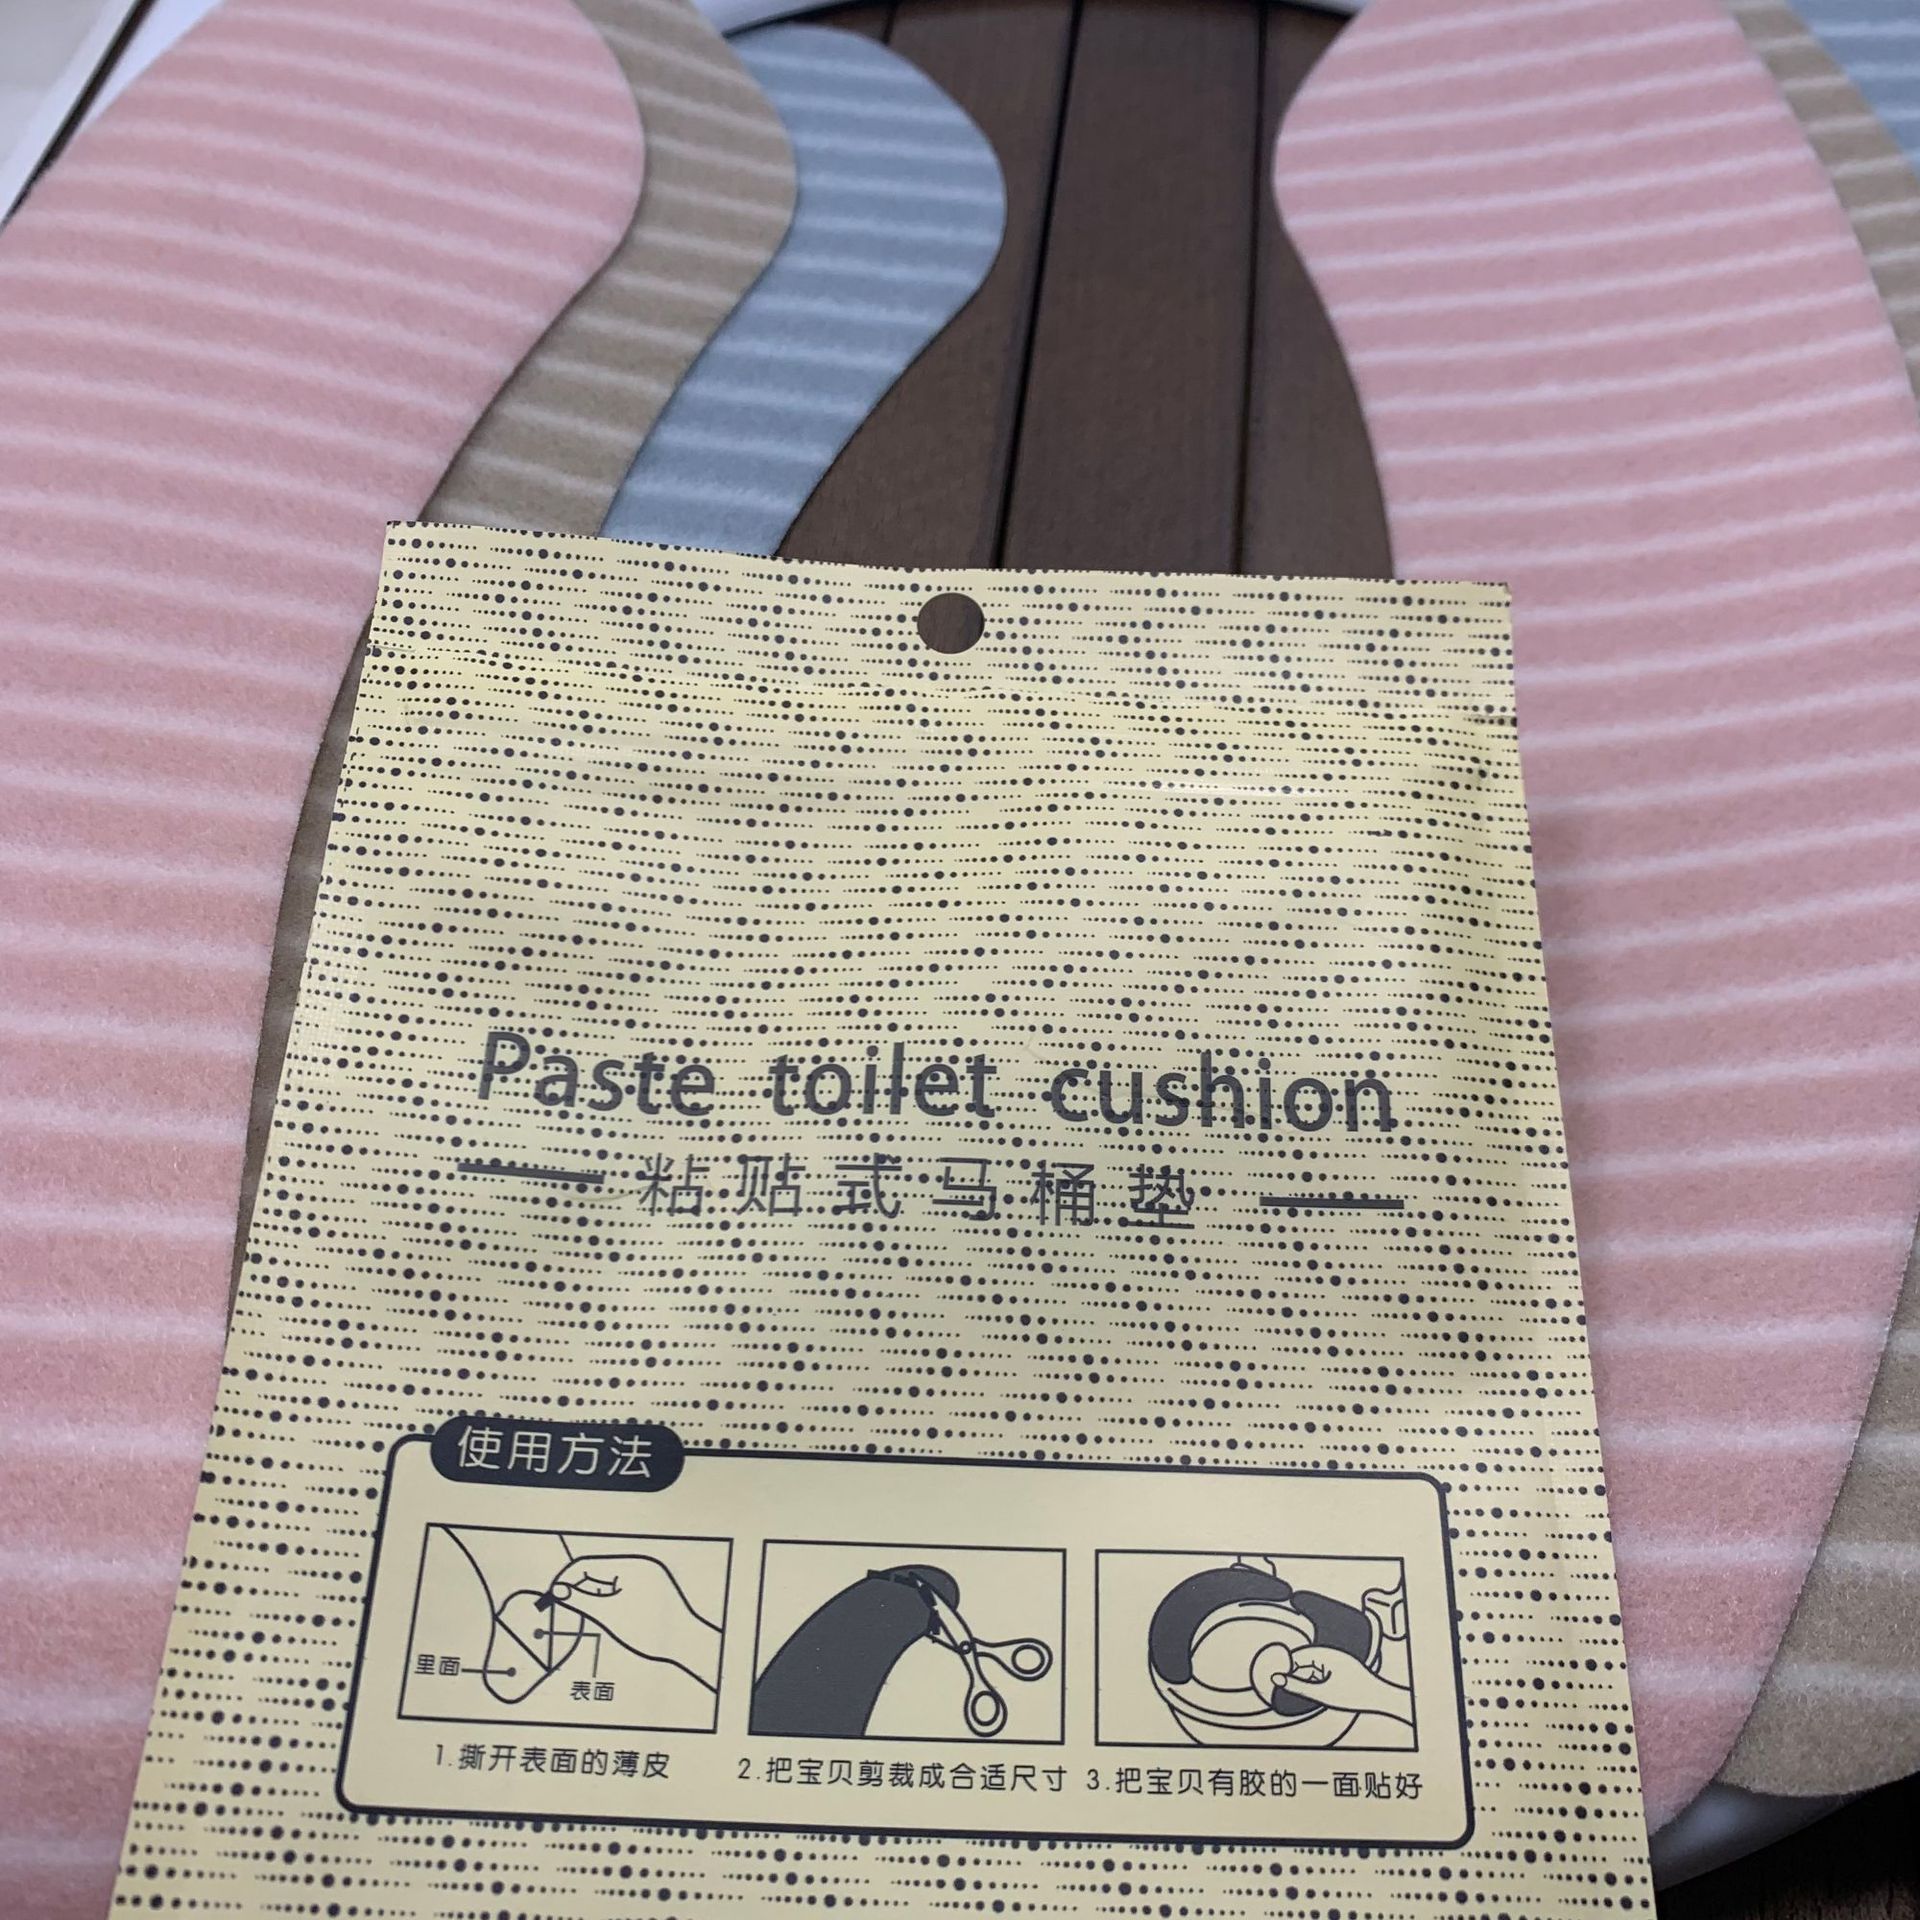 Paste toilet cushion
粘贴式马桶垫
使用方法
里面
表面
1.撕开表面的薄皮
2.把宝贝剪裁成合适尺寸
3.把宝贝有胶的一面贴好